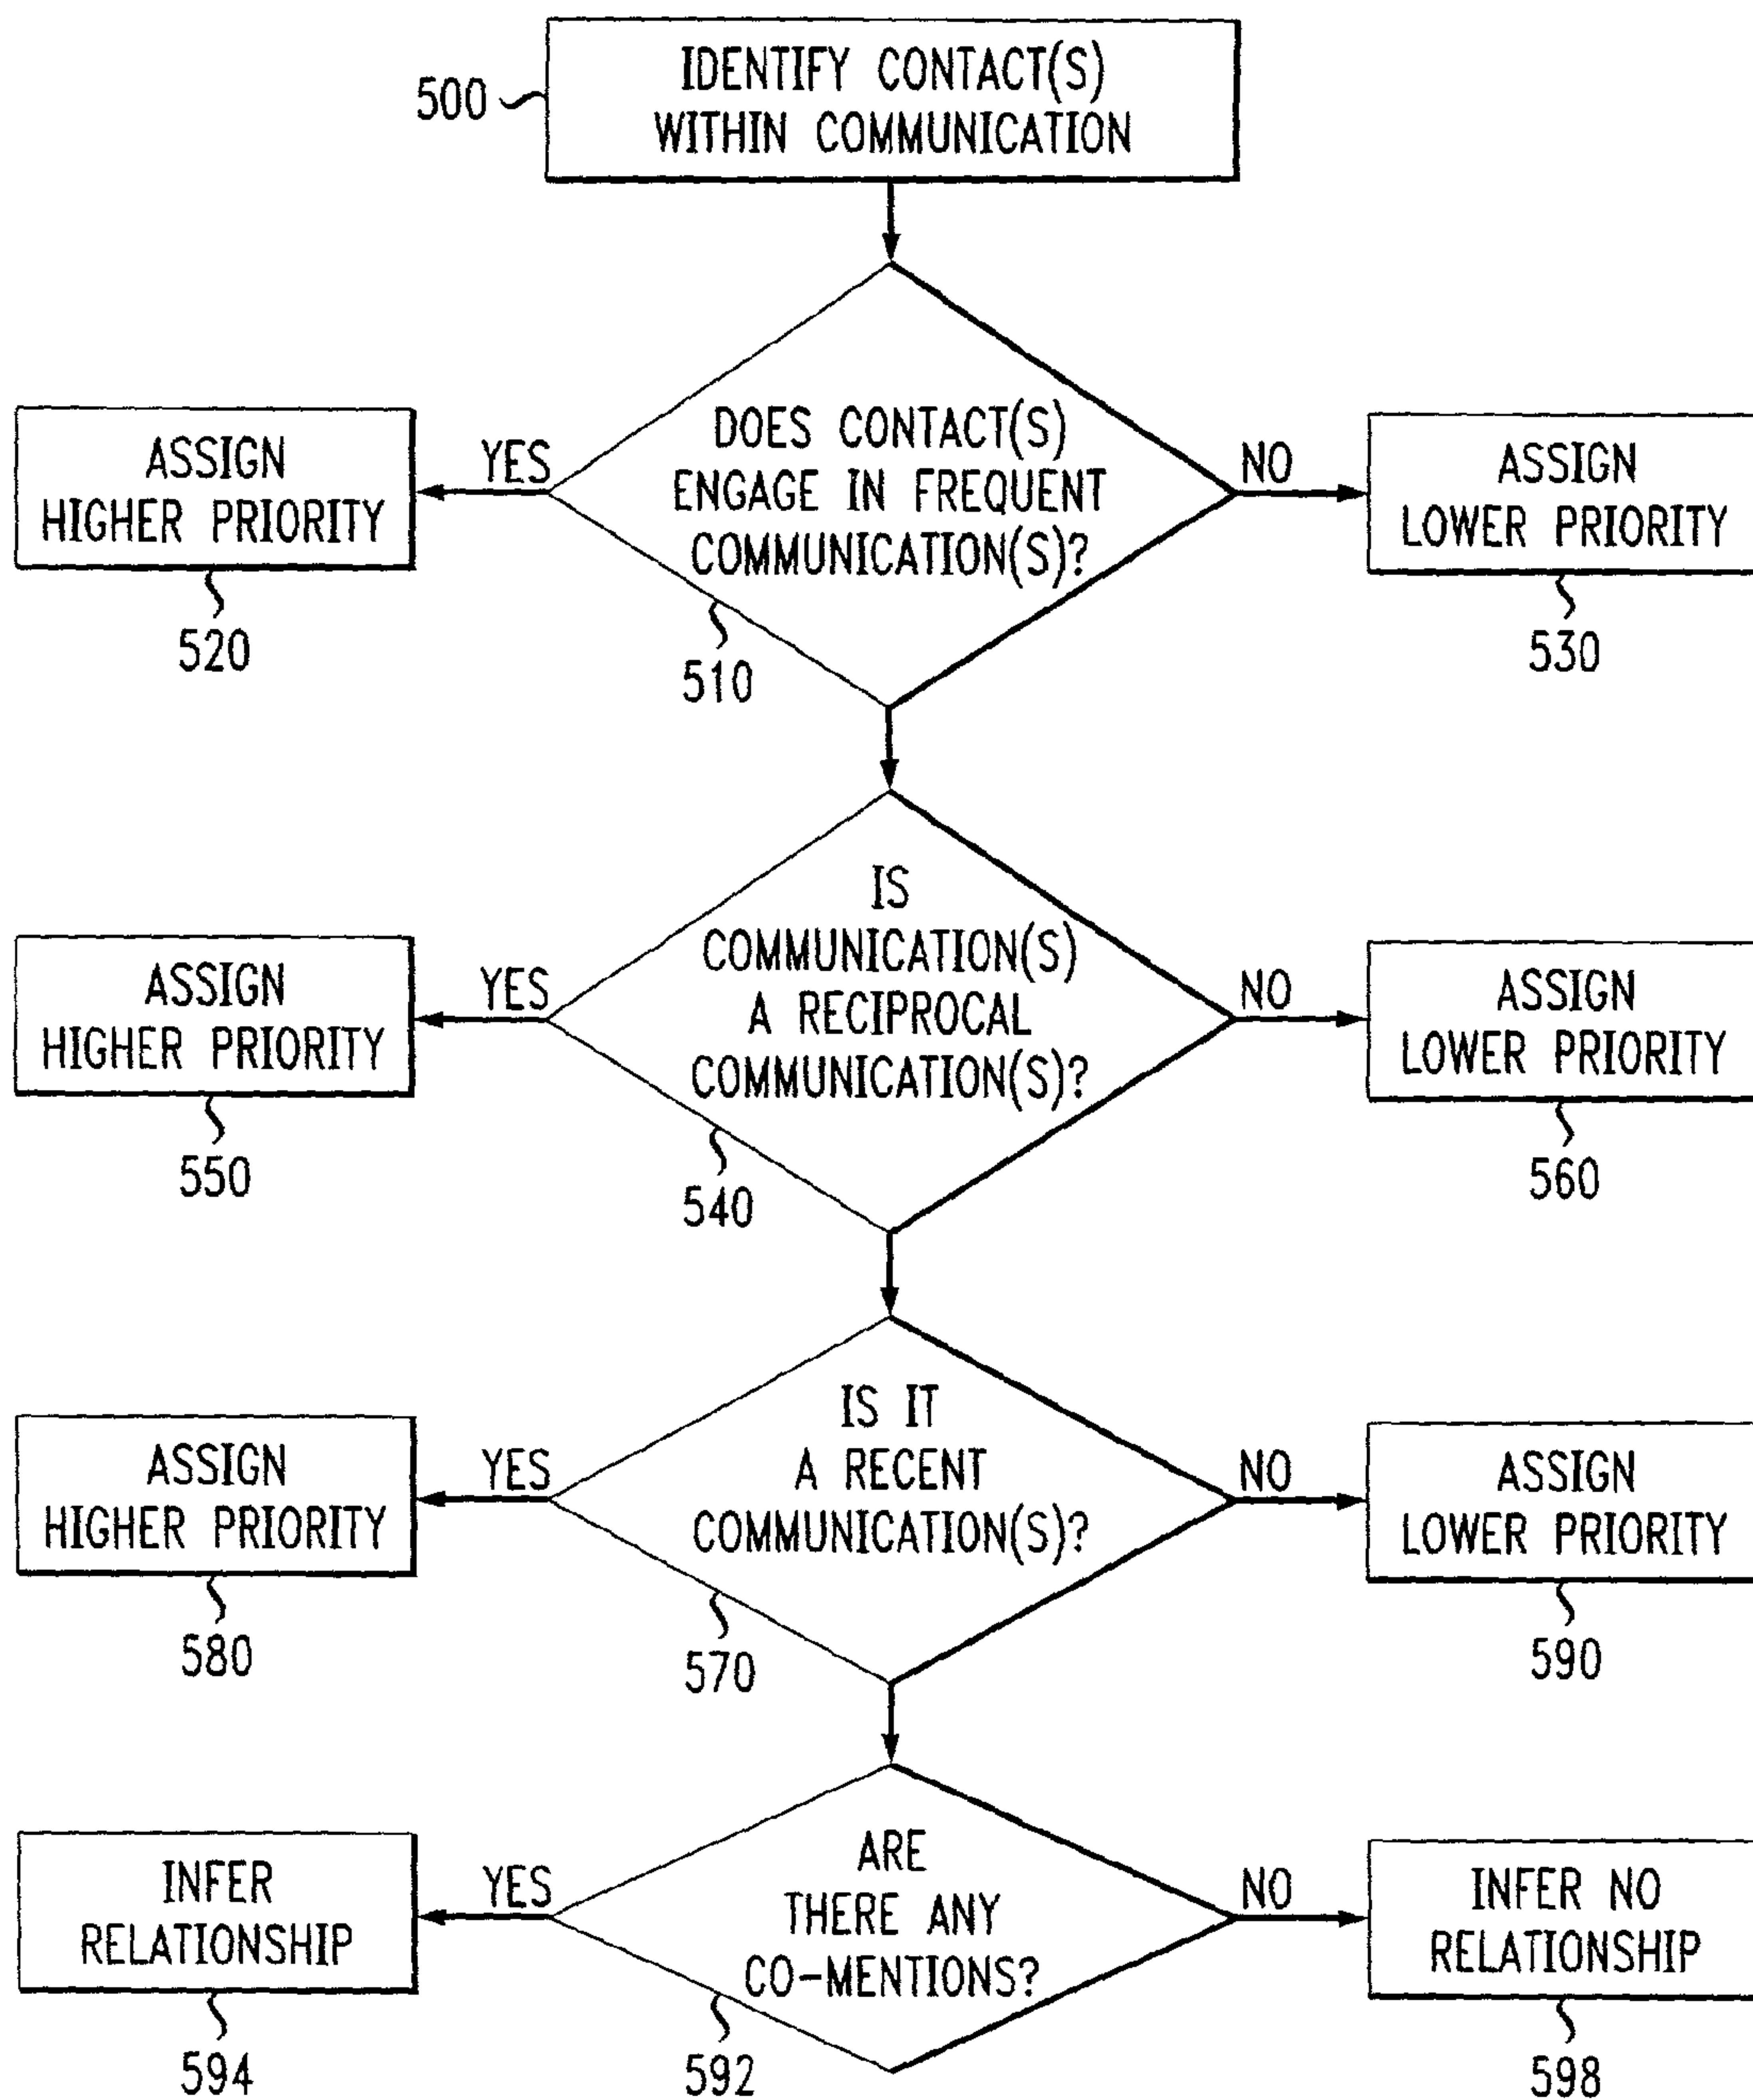 IDENTIFY CONTACT(S)
WITHIN COMMUNICATION
500
DOES CONTACT(S)
ENGAGE IN FREQUENT
COMMUNICATION(S)?
510
YES
ASSIGN
HIGHER PRIORITY
520
NO
ASSIGN
LOWER PRIORITY
530
IS
COMMUNICATION(S)
A RECIPROCAL
COMMUNICATION(S)?
540
YES
ASSIGN
HIGHER PRIORITY
550
NO
ASSIGN
LOWER PRIORITY
560
IS IT
A RECENT
COMMUNICATION(S)?
570
YES
ASSIGN
HIGHER PRIORITY
580
NO
ASSIGN
LOWER PRIORITY
590
ARE
THERE ANY
CO-MENTIONS?
592
YES
INFER
RELATIONSHIP
594
NO
INFER NO
RELATIONSHIP
598